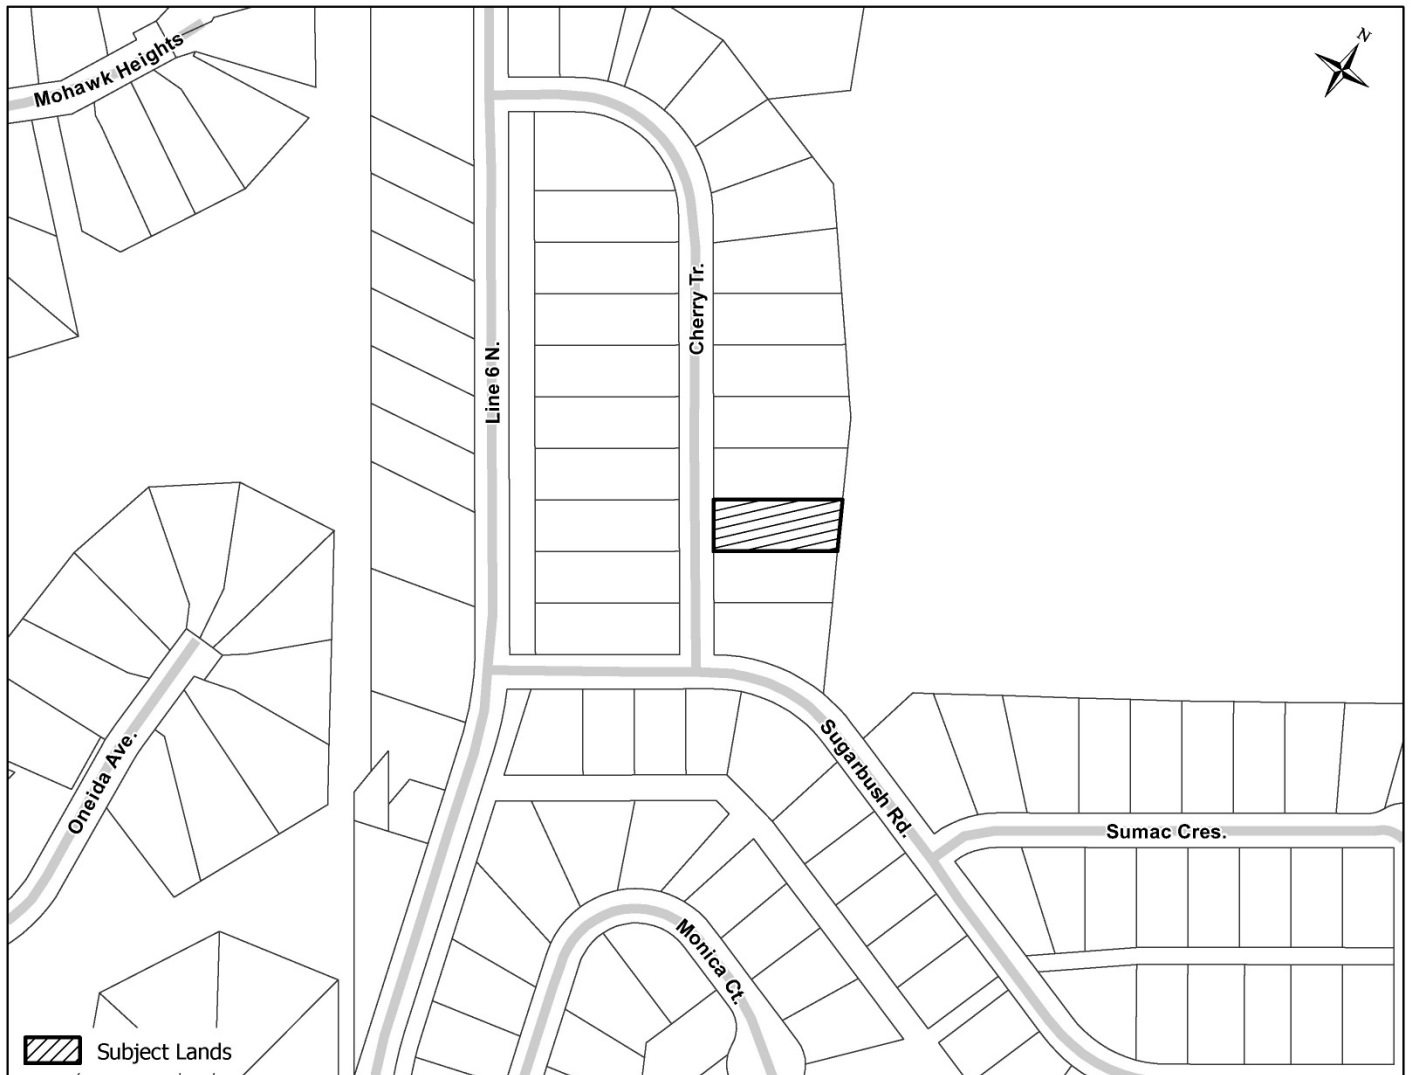 N
Mohawk Heights
Cherry Tr.
Line 6 N.
Oneida Ave.
Sugarbush Rd.
Sumac Cres.
Monica Ct.
Subject Lands